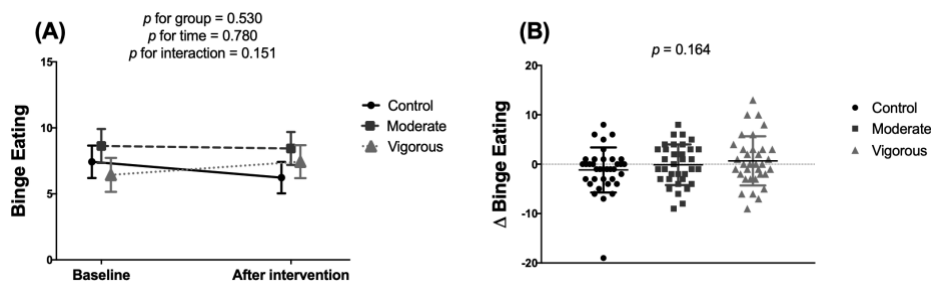 (A)
p for group = 0.530
p for time = 0.780
p for interaction = 0.151
Binge Eating
15
10
5
0
Baseline
After intervention
Control
Moderate
Vigorous
(B)
p = 0.164
Δ Binge Eating
20
10
0
-10
-20
Control
Moderate
Vigorous